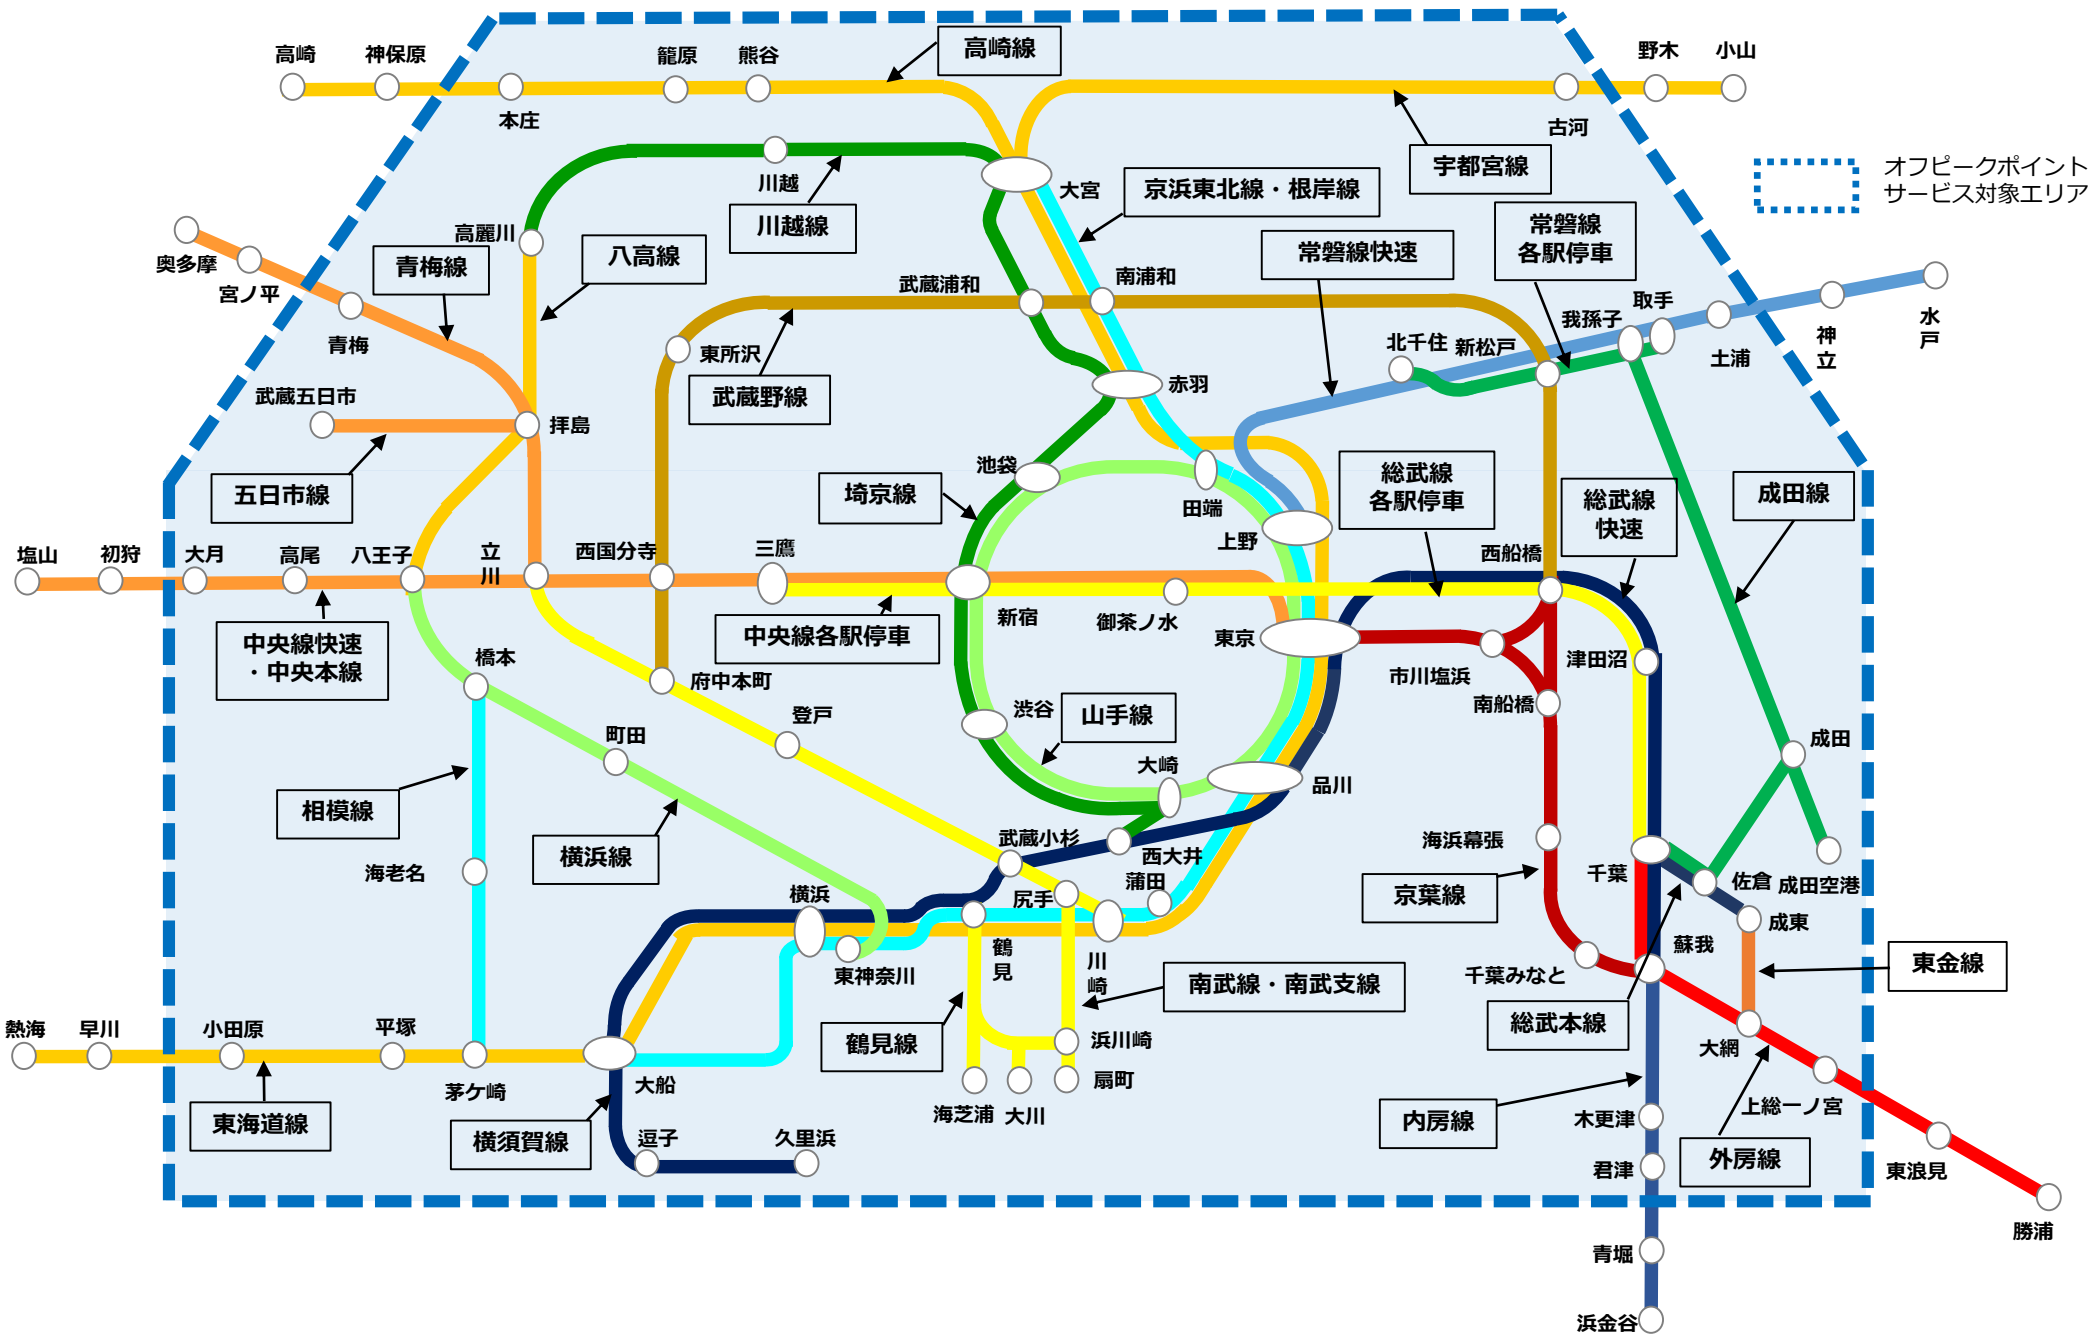 高崎
神保原
本庄
籠原
熊谷
高崎線
野木
小山
古河
宇都宮線
オフピークポイント
サービス対象エリア
川越
川越線
大宮
京浜東北線・根岸線
常磐線
各駅停車
常磐線快速
奥多摩
宮ノ平
青梅
青梅線
高麗川
八高線
武蔵浦和
南浦和
取手
我孫子
土浦
神
立
水
戸
北千住
新松戸
東所沢
武蔵野線
赤羽
武蔵五日市
拝島
五日市線
池袋
埼京線
田端
上野
総武線
各駅停車
総武線
快速
成田線
塩山
初狩
大月
高尾
八王子
立
川
西国分寺
三鷹
西船橋
中央線快速
・中央本線
中央線各駅停車
新宿
御茶ノ水
東京
市川塩浜
津田沼
南船橋
橋本
府中本町
登戸
渋谷
山手線
町田
大崎
品川
成田
相模線
横浜線
海老名
武蔵小杉
西大井
海浜幕張
京葉線
千葉
佐倉
成田空港
横浜
尻手
蒲田
成東
東神奈川
鶴
見
川
崎
蘇我
千葉みなと
東金線
南武線・南武支線
総武本線
熱海
早川
小田原
平塚
茅ケ崎
大船
鶴見線
浜川崎
扇町
海芝浦
大川
大網
上総一ノ宮
東海道線
横須賀線
逗子
久里浜
内房線
木更津
君津
外房線
東浪見
勝浦
青堀
浜金谷